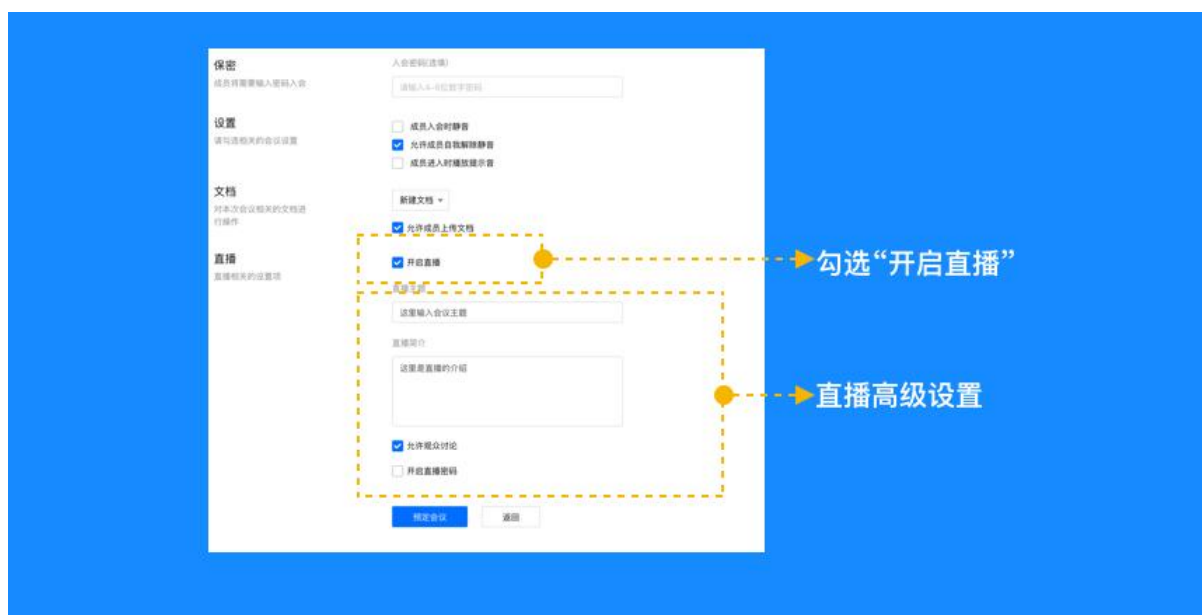 保密
成员将需要输入密码入会
入会密码(选填)
请输入4-6位数字密码
设置
请勾选相关的会议设置
成员入会时静音
允许成员自我解除静音
成员进入时播放提示音
文档
对本次会议相关的文档进
行操作
新建文档
允许成员上传文档
直播
直播相关的设置项
开启直播
直播主题
这里输入会议主题
直播简介
这里是直播的介绍
允许观众讨论
开启直播密码
预定会议
返回
勾选“开启直播”
直播高级设置